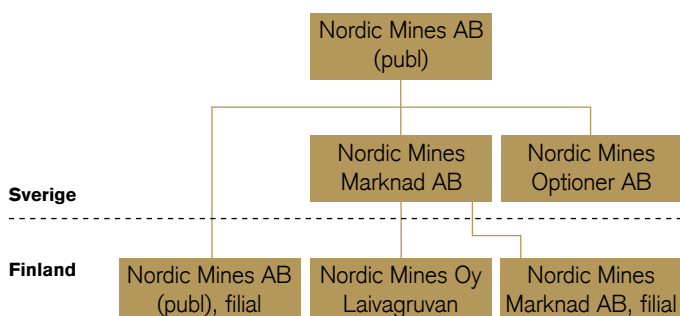 Nordic Mines AB
(publ)
Nordic Mines
Marknad AB
Nordic Mines
Optioner AB
Sverige
Finland
Nordic Mines AB
(publ), filial
Nordic Mines Oy
Laivagruvan
Nordic Mines
Marknad AB, filial